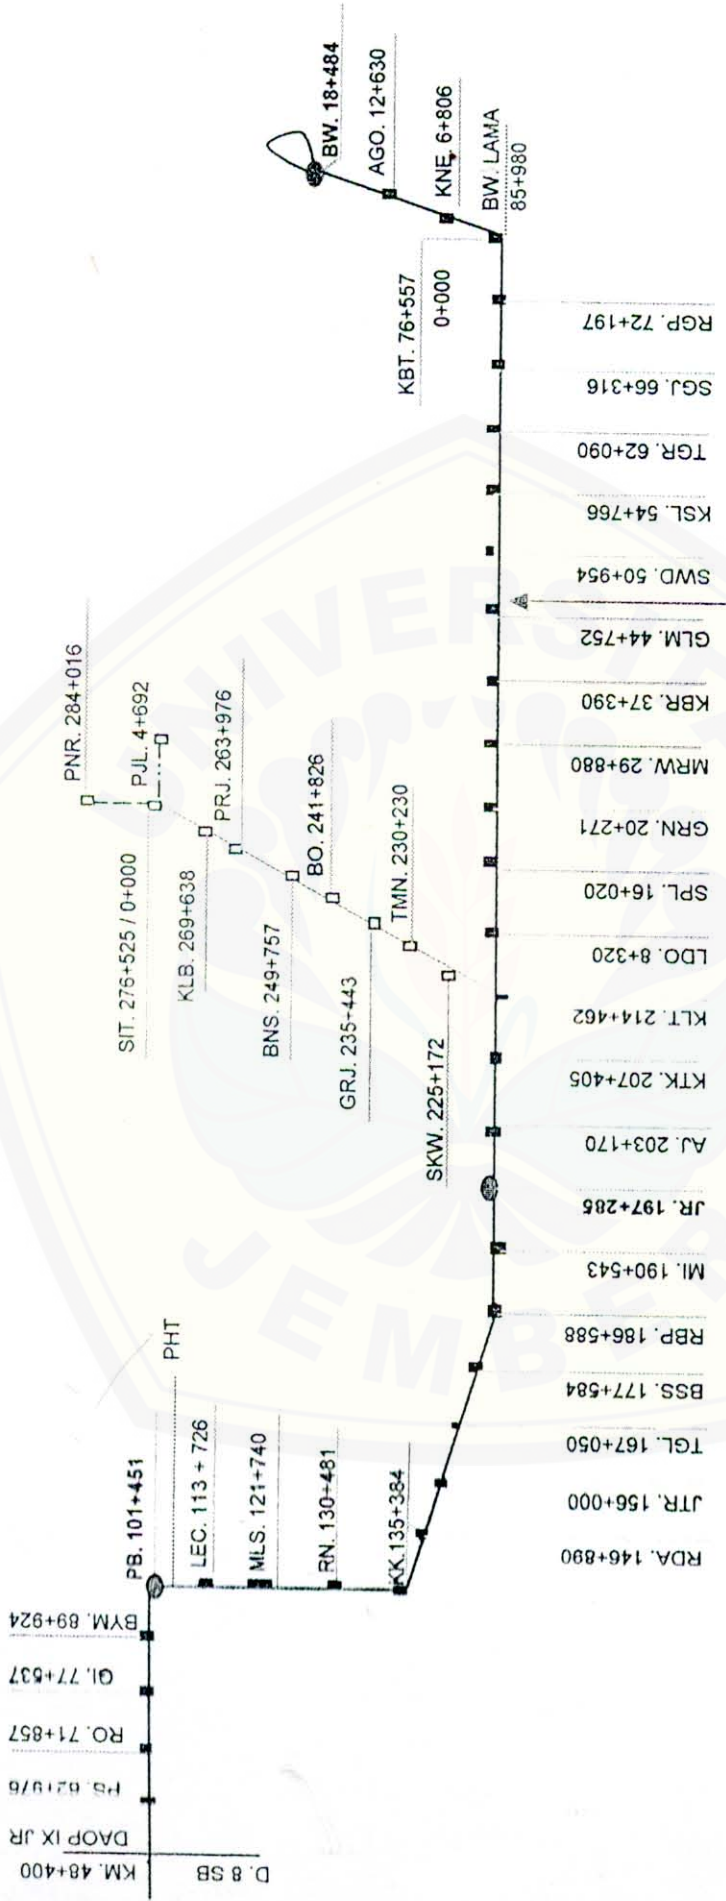 KM. 48+400
DAOP IX JR
D. 8 SB
PS. 62+976
RO. 71+857
GI. 77+537
BYM. 89+924
PB. 101+451
PHT
LEC. 113 + 726
MLS. 121+740
RN. 130+481
KK.135+384
RDA. 146+890
JTR. 156+000
TGL. 167+050
BSS. 177+584
RBP. 186+588
MI. 190+543
JR. 197+285
AJ. 203+170
KTK. 207+405
KLT. 214+462
SKW. 225+172
TMN. 230+230
GRJ. 235+443
BO. 241+826
BNS. 249+757
PRJ. 263+976
KLB. 269+638
SIT. 276+525 / 0+000
PJL. 4+692
PNR. 284+016
LDO. 8+320
SPL. 16+020
GRN. 20+271
MRW. 29+880
KBR. 37+390
GLM. 44+752
SWD. 50+954
KSL. 54+766
TGR. 62+090
SGJ. 66+316
RGP. 72+197
KBT. 76+557
0+000
BW. LAMA
85+980
KNE. 6+806
AGO. 12+630
BW. 18+484
UNIVERSI
JEMBE